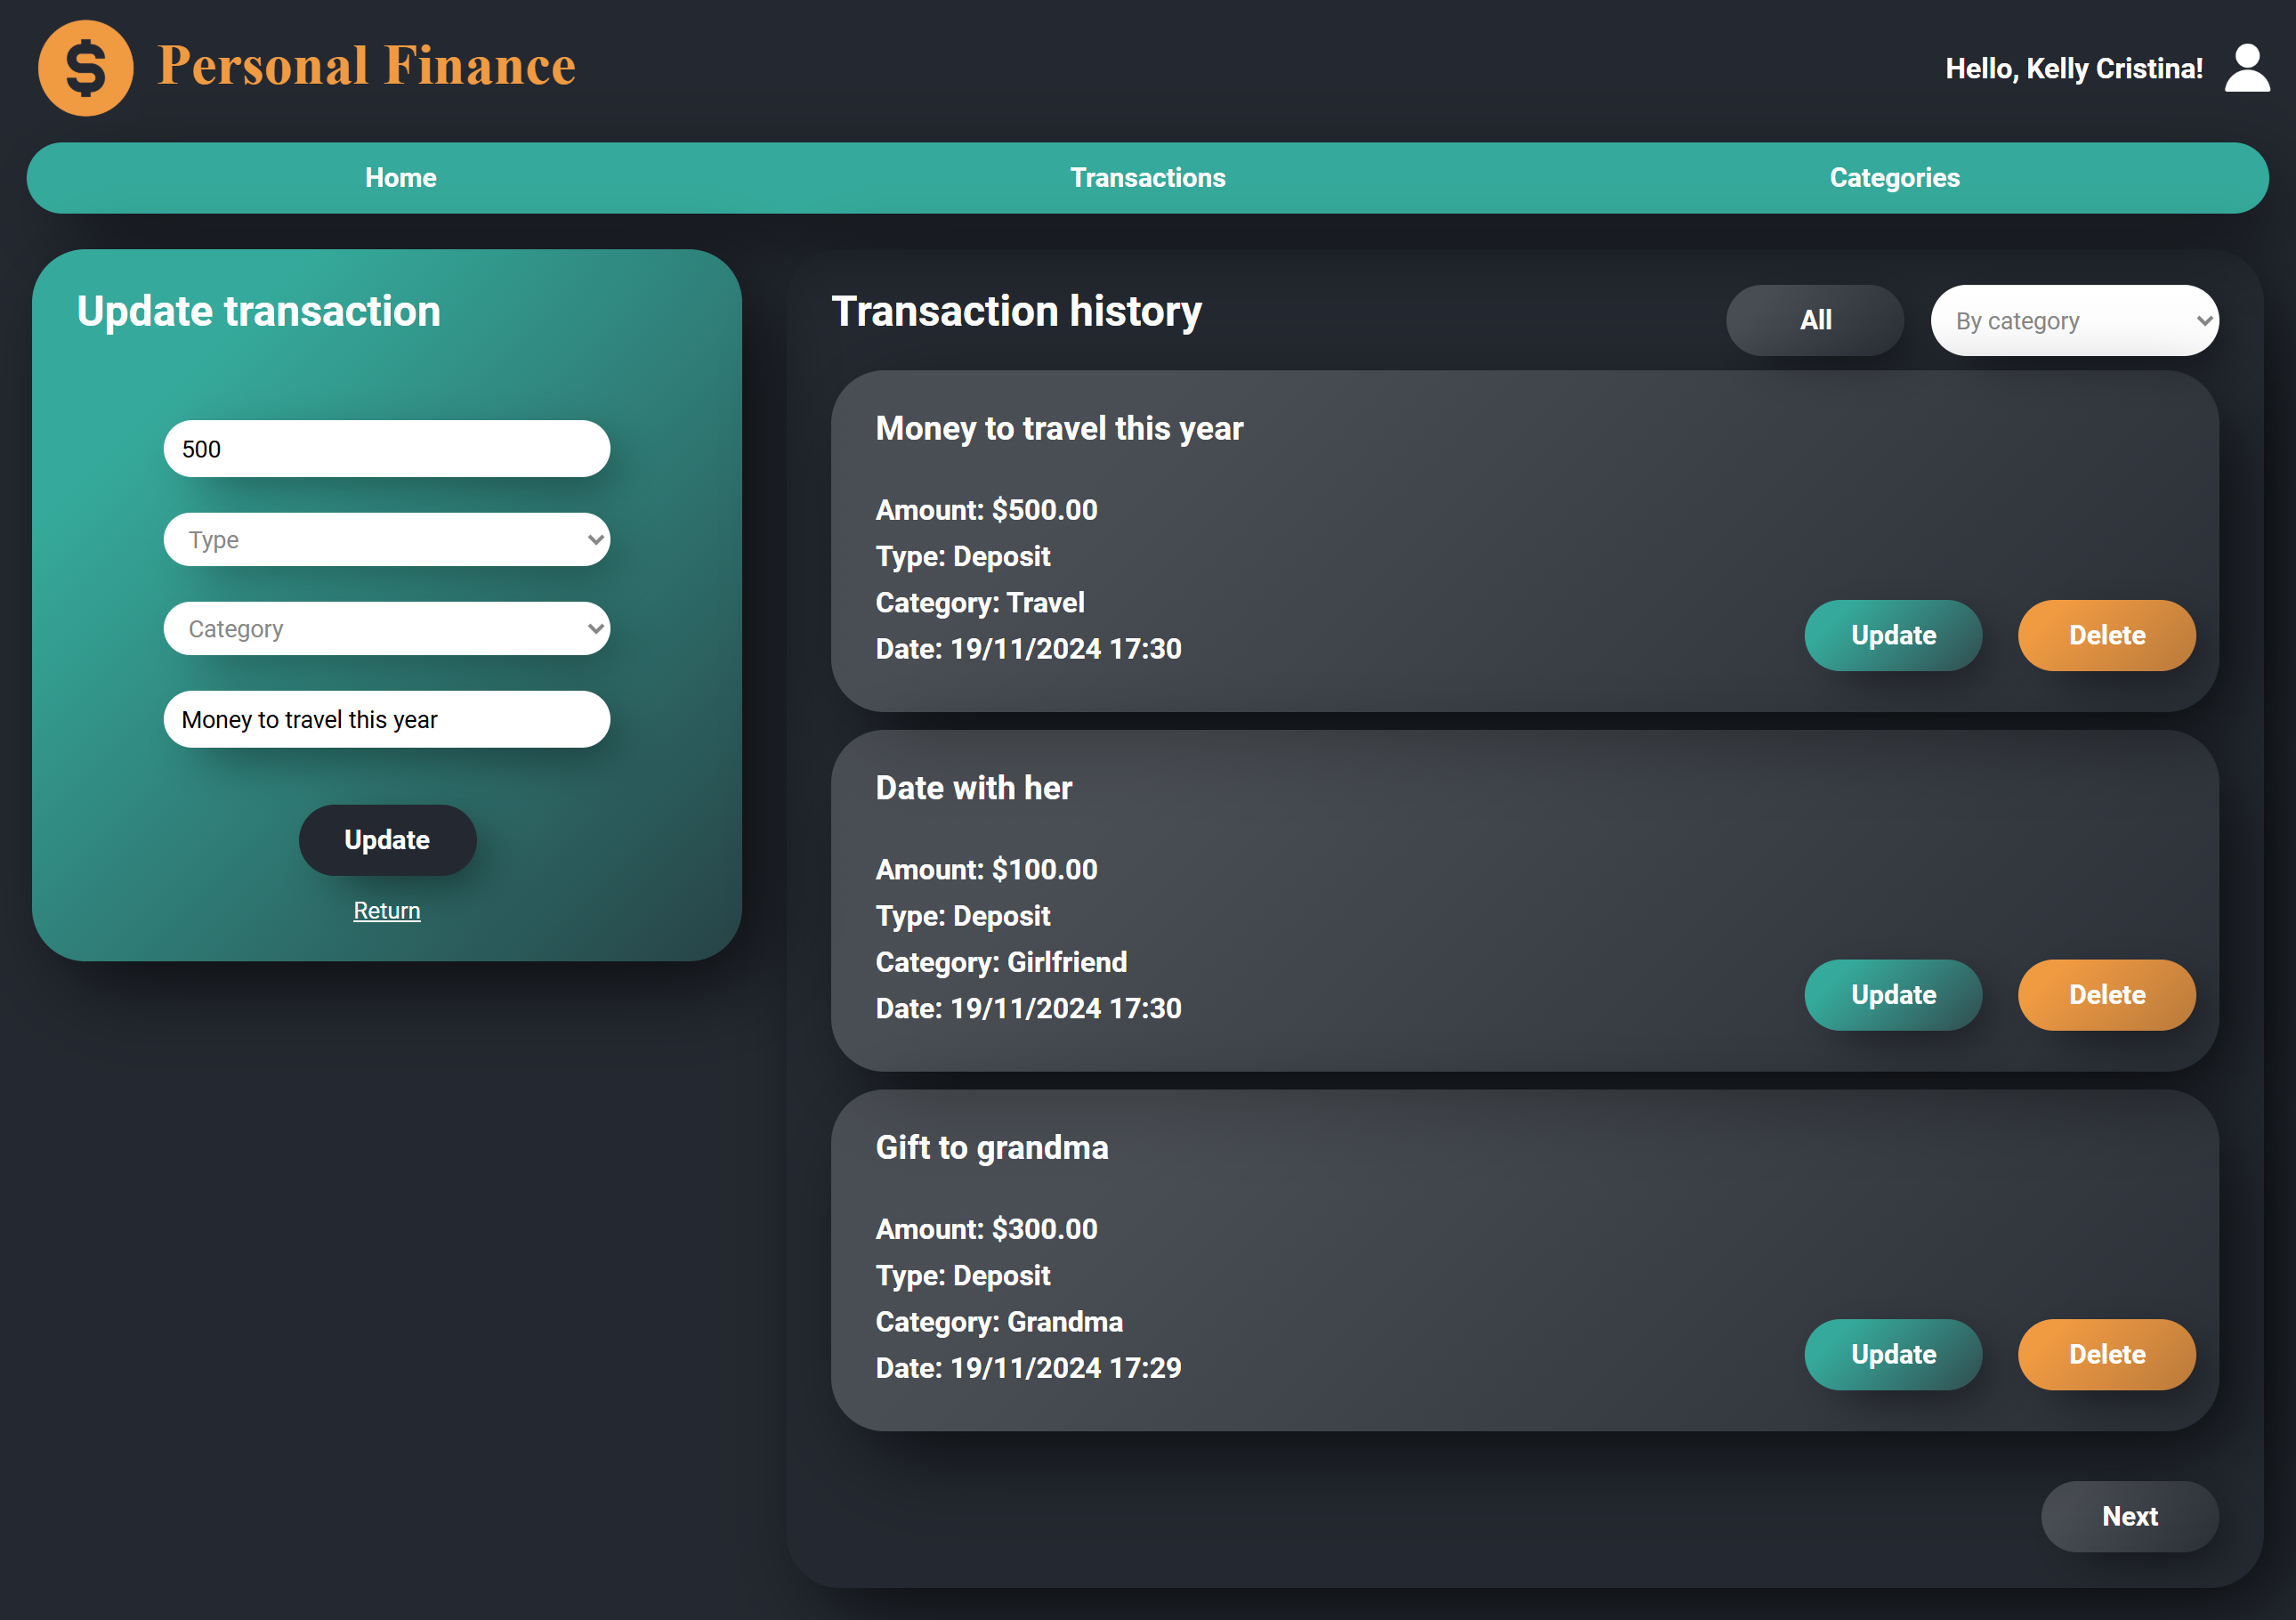 $ Personal Finance
Hello, Kelly Cristina!
Home
Transactions
Categories
Update transaction
500
Type
Category
Money to travel this year
Update
Return
Transaction history
All
By category
Money to travel this year
Amount: $500.00
Type: Deposit
Category: Travel
Date: 19/11/2024 17:30
Update
Delete
Date with her
Amount: $100.00
Type: Deposit
Category: Girlfriend
Date: 19/11/2024 17:30
Update
Delete
Gift to grandma
Amount: $300.00
Type: Deposit
Category: Grandma
Date: 19/11/2024 17:29
Update
Delete
Next